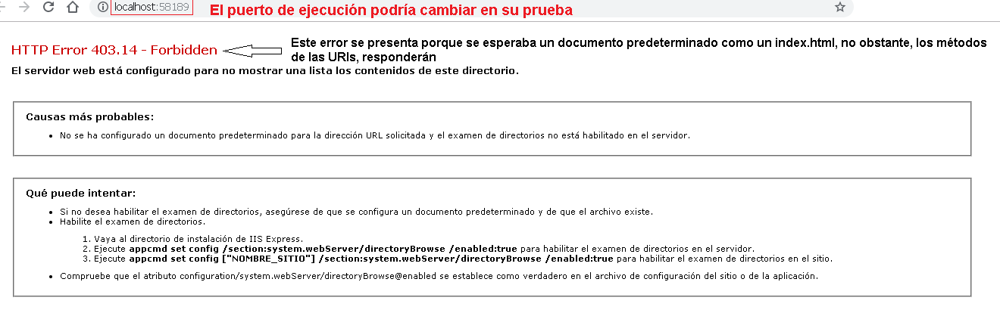 localhost:58189 El puerto de ejecución podría cambiar en su prueba
Este error se presenta porque se esperaba un documento predeterminado como un index.html, no obstante, los métodos
HTTP Error 403.14 - Forbidden
de las URIs, responderán
El servidor web está configurado para no mostrar una lista los contenidos de este directorio.
Causas más probables:
• No se ha configurado un documento predeterminado para la dirección URL solicitada y el examen de directorios no está habilitado en el servidor.
Qué puede intentar:
• Si no desea habilitar el examen de directorios, asegúrese de que se configura un documento predeterminado y de que el archivo existe.
• Habilite el examen de directorios.
1. Vaya al directorio de instalación de IIS Express.
2. Ejecute appcmd set config /section:system.webServer/directoryBrowse /enabled:true para habilitar el examen de directorios en el servidor.
3. Ejecute appcmd set config ["NOMBRE_SITIO"] /section:system.webServer/directoryBrowse /enabled:true para habilitar el examen de directorios en el sitio.
• Compruebe que el atributo configuration/system.webServer/directoryBrowse@enabled se establece como verdadero en el archivo de configuración del sitio o de la aplicación.